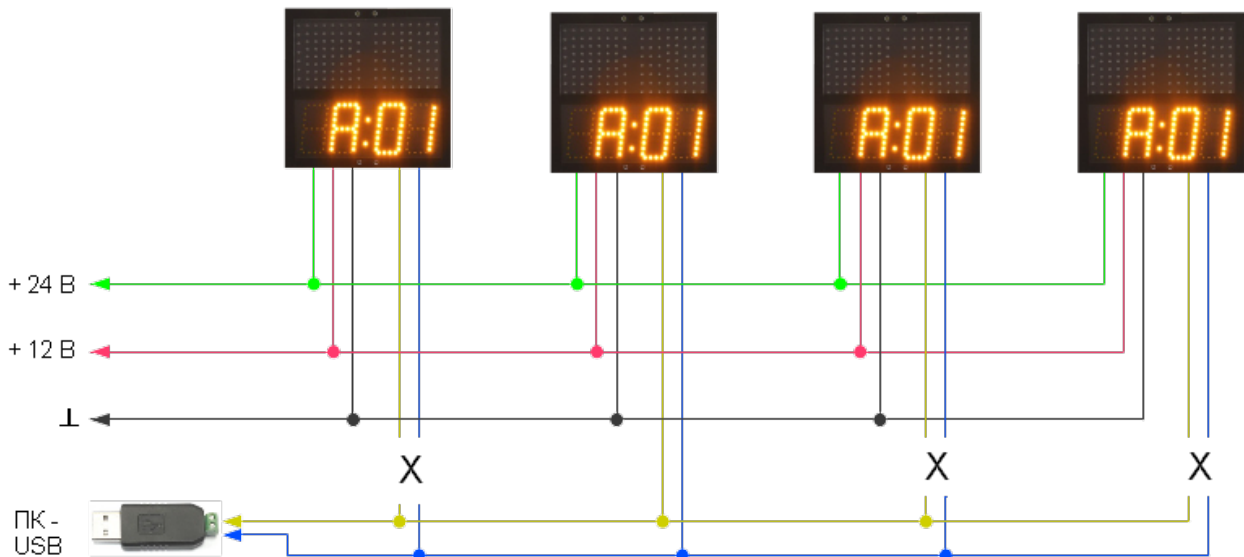 A:01 A:01 A:01 A:01
+ 24 В
+ 12 В
X X X
ПК -
USB